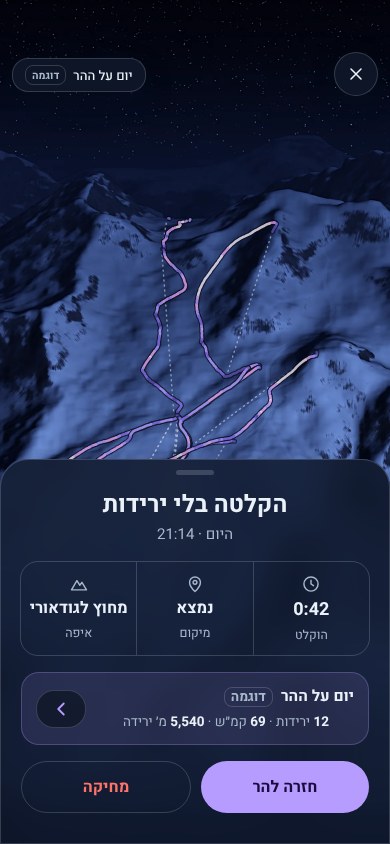 יום על ההר דוגמה
הקלטה בלי ירידות
היום · 21:14
0:42
הוקלט
נמצא
מיקום
מחוץ לגודאורי
איפה
יום על ההר דוגמה
12 ירידות · 69 קמ״ש · 5,540 מ׳ ירידה
חזרה להר
מחיקה